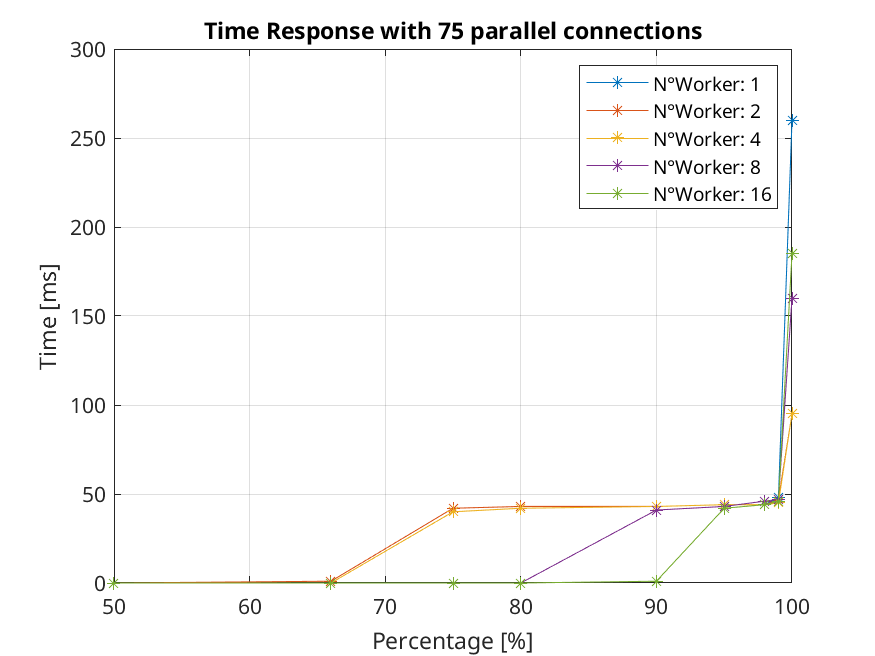 Time Response with 75 parallel connections
300
250
200
150
100
50
0
Time [ms]
N°Worker: 1
N°Worker: 2
N°Worker: 4
N°Worker: 8
N°Worker: 16
50 60 70 80 90 100
Percentage [%]